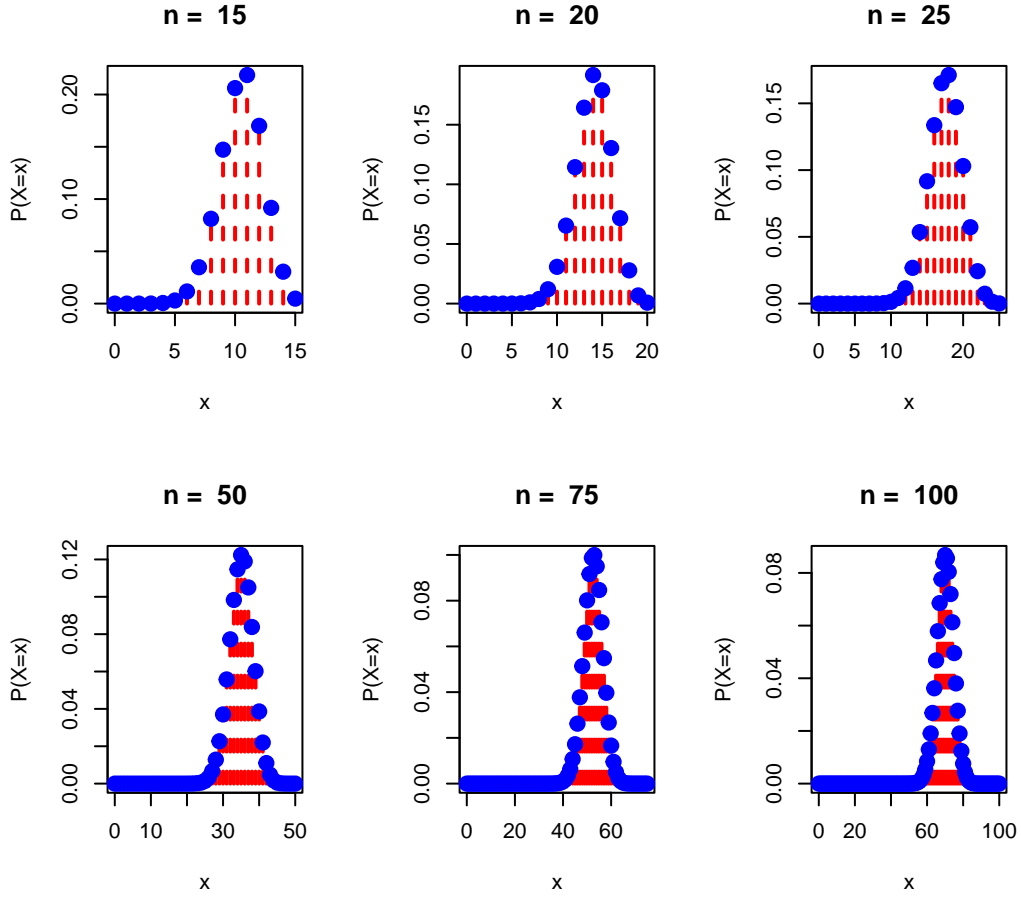 n = 15
P(X=x)
0.00 0.10 0.20
0 5 10 15
x
n = 20
P(X=x)
0.00 0.05 0.10 0.15
0 5 10 15 20
x
n = 25
P(X=x)
0.00 0.05 0.10 0.15
0 5 10 20
x
n = 50
P(X=x)
0.00 0.04 0.08 0.12
0 10 30 50
x
n = 75
P(X=x)
0.00 0.04 0.08
0 20 40 60
x
n = 100
P(X=x)
0.00 0.04 0.08
0 20 60 100
x